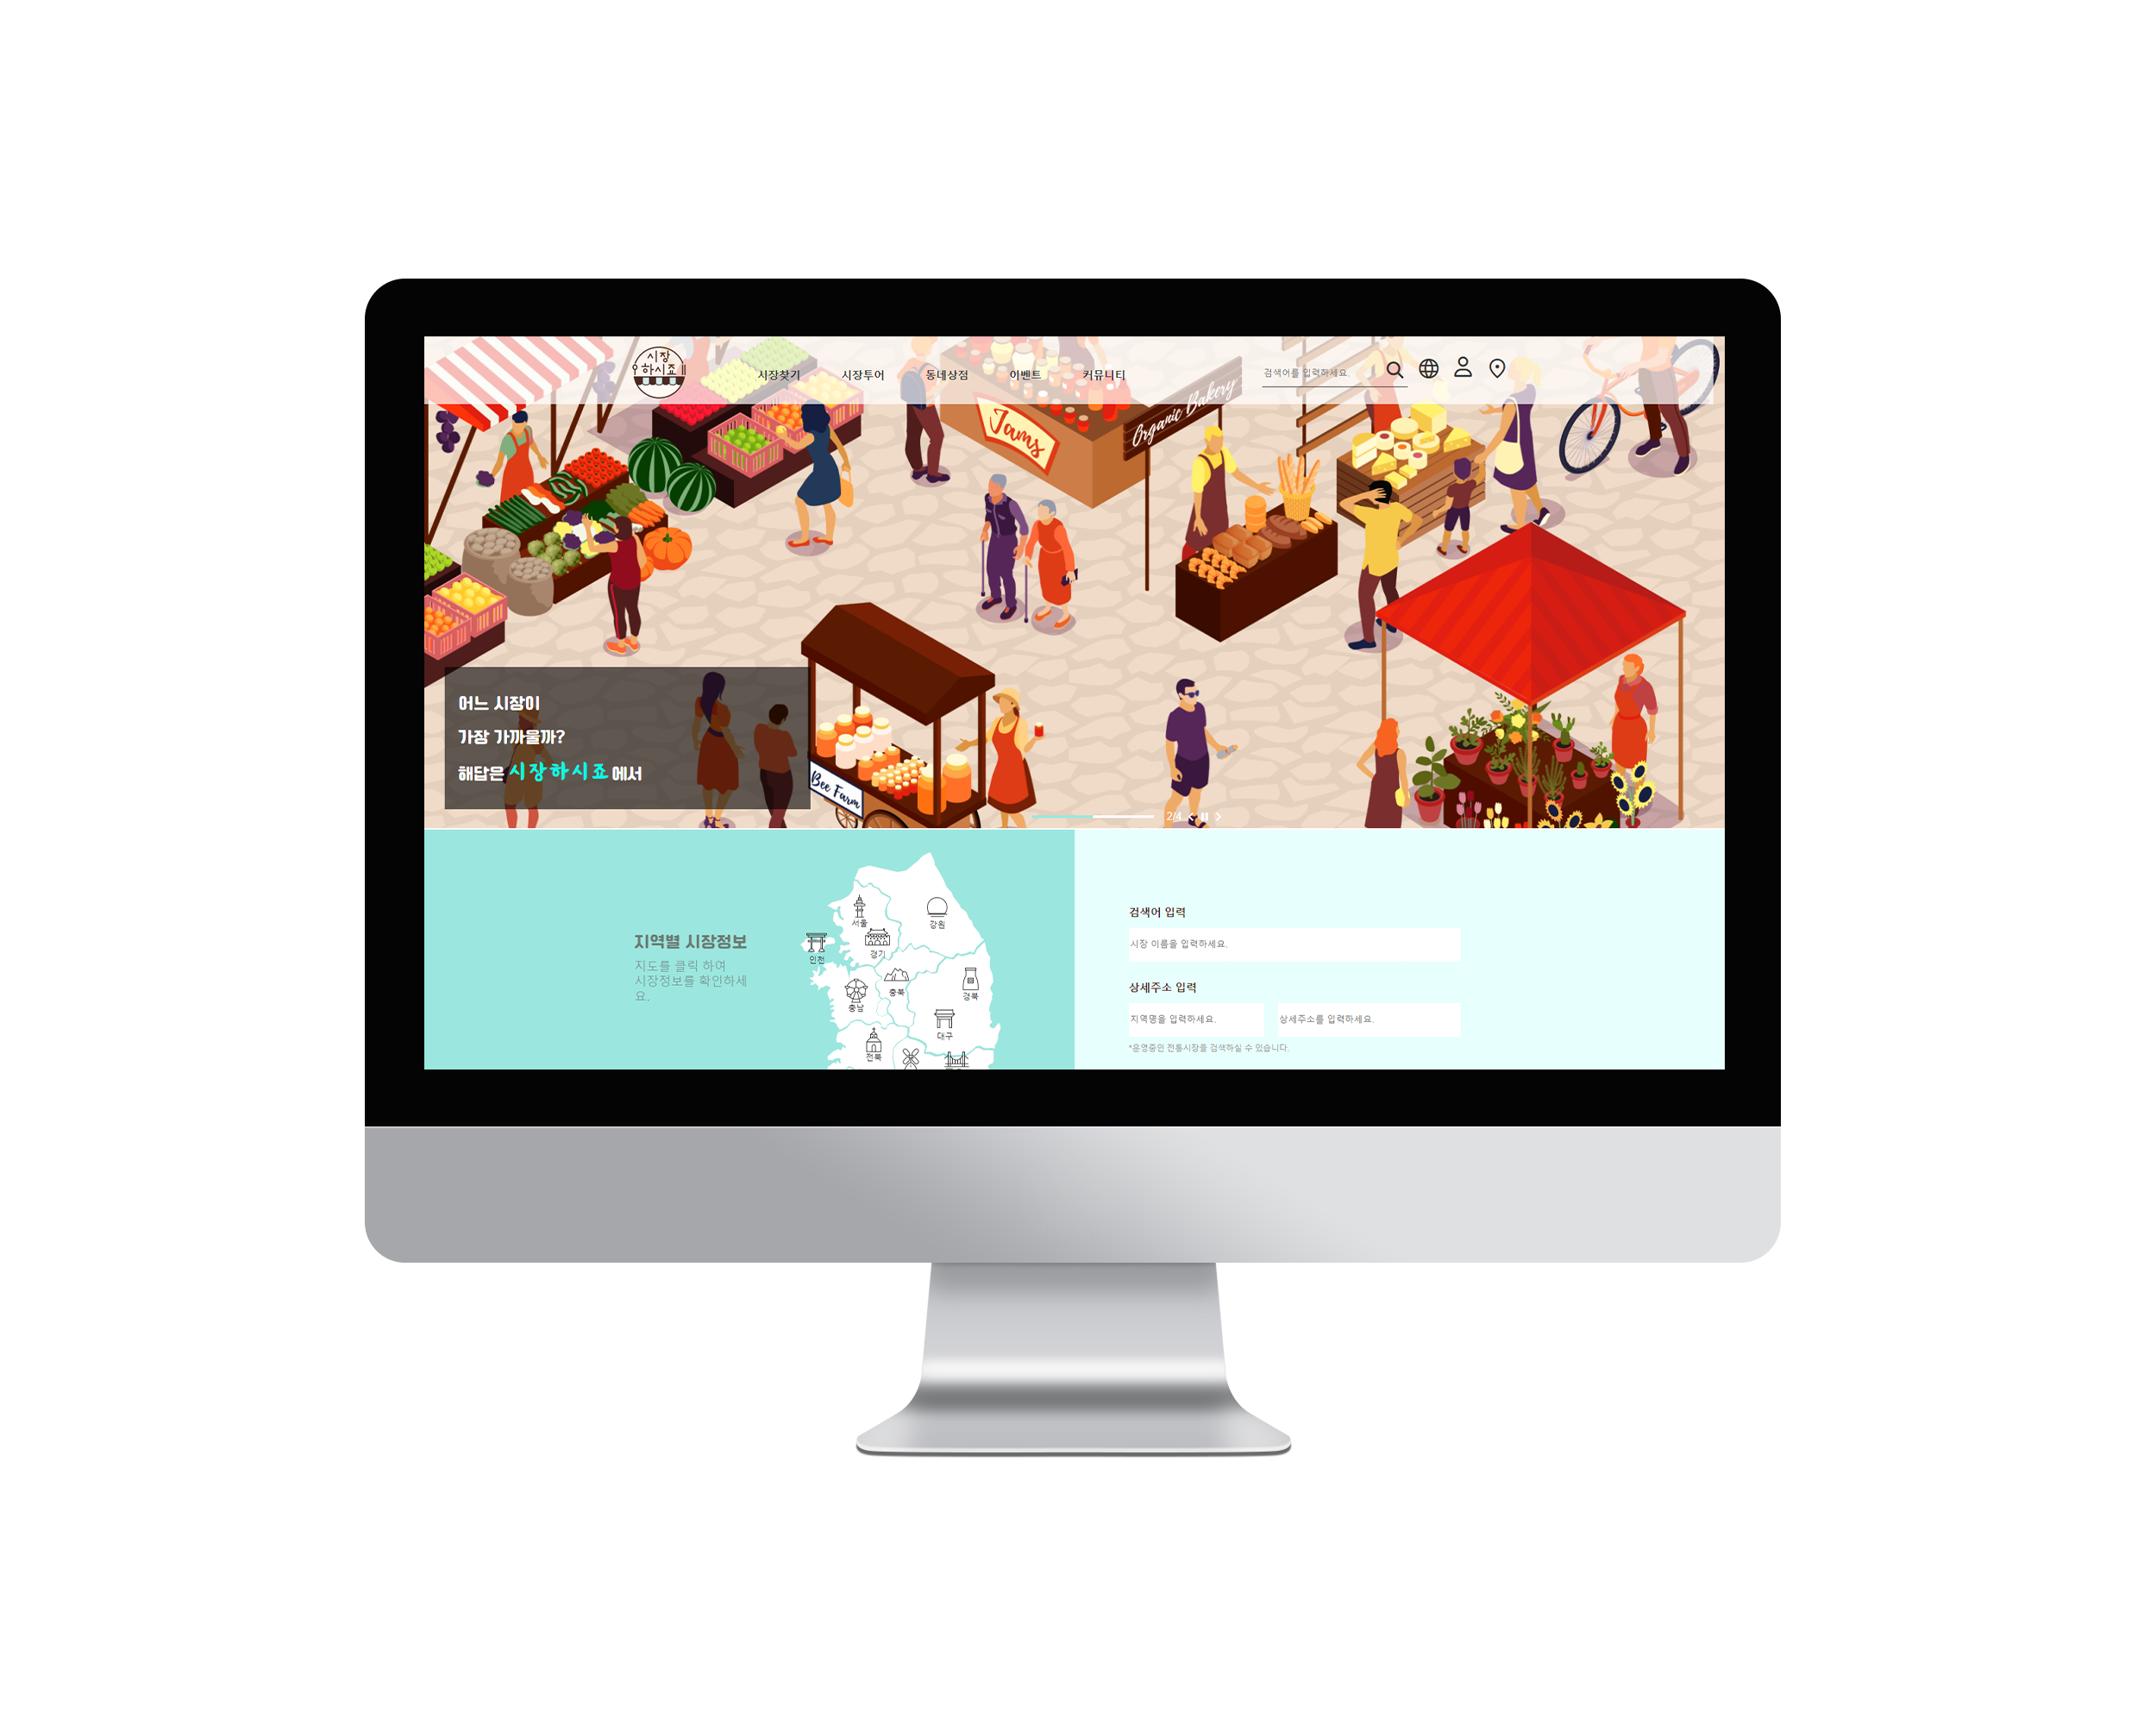 시장
하시죠
시장찾기 시장투어 동네상점 이벤트 커뮤니티
검색어를 입력하세요.
Jams
Organic Bakery
어느 시장이
가장 가까울까?
해답은 시장하시죠 에서
Bee Farm
2/4
지역별 시장정보
지도를 클릭 하여
시장정보를 확인하세
요.
서울
강원
인천
경기
충북
경북
충남
대구
전북
검색어 입력
시장 이름을 입력하세요.
상세주소 입력
지역명을 입력하세요. 상세주소를 입력하세요.
*운영중인 전통시장을 검색하실 수 있습니다.